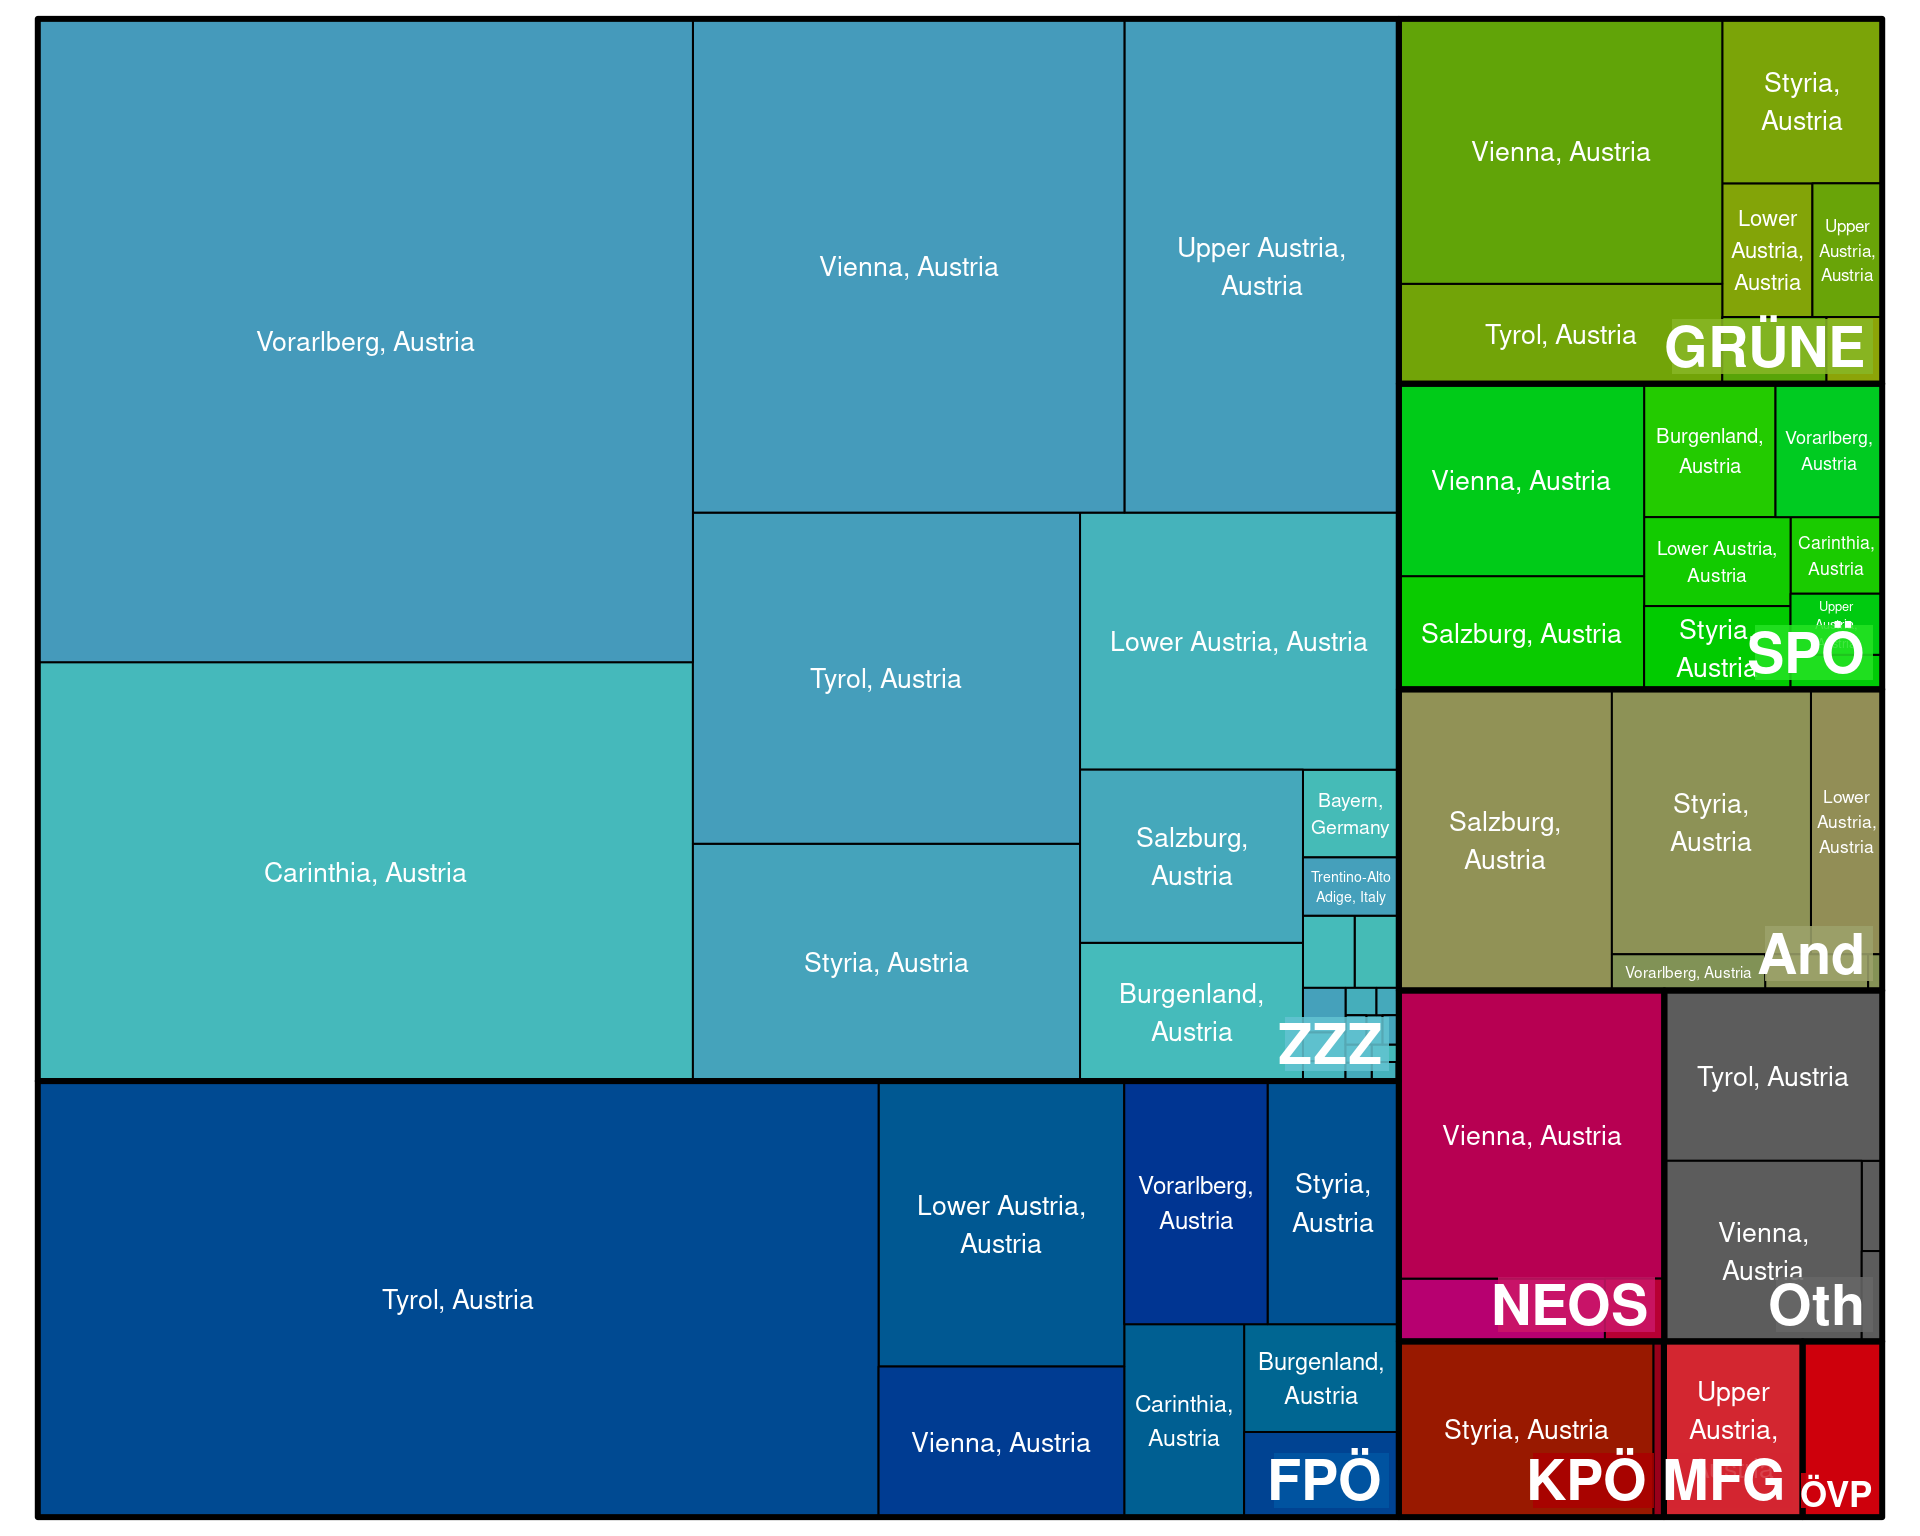 Vorarlberg, Austria
Carinthia, Austria
Vienna, Austria
Upper Austria,
Austria
Tyrol, Austria
Styria, Austria
Lower Austria, Austria
Salzburg,
Austria
Burgenland,
Austria
Bayern,
Germany
Trentino-Alto
Adige, Italy
ZZZ
Tyrol, Austria
Lower Austria,
Austria
Vienna, Austria
Vorarlberg,
Austria
Styria,
Austria
Carinthia,
Austria
Burgenland,
Austria
FPÖ
Vienna, Austria
Styria,
Austria
Lower
Austria,
Austria
Upper
Austria,
Austria
Tyrol, Austria
GRÜNE
Vienna, Austria
Burgenland,
Austria
Vorarlberg,
Austria
Salzburg, Austria
Lower Austria,
Austria
Carinthia,
Austria
Styria,
Austria
Upper
SPÖ
Salzburg,
Austria
Styria,
Austria
Lower
Austria,
Austria
Vorarlberg, Austria
And
Vienna, Austria
NEOS
Tyrol, Austria
Vienna,
Austria
Oth
Styria, Austria
KPÖ
Upper
Austria,
MFG
ÖVP